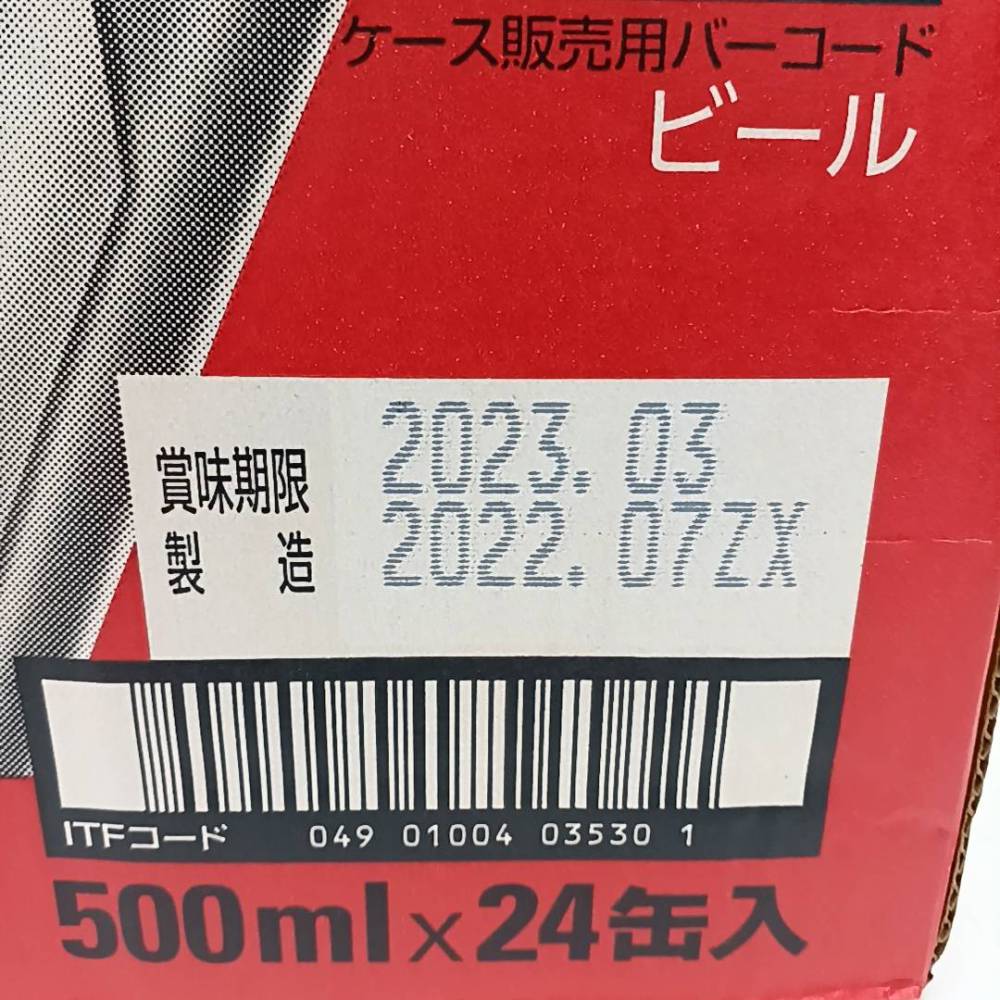 ケース販売用バーコード
ビール
賞味期限 2023.03
製造 2022.07ZX
ITFコード 049 01004 03530 1
500ml×24缶入